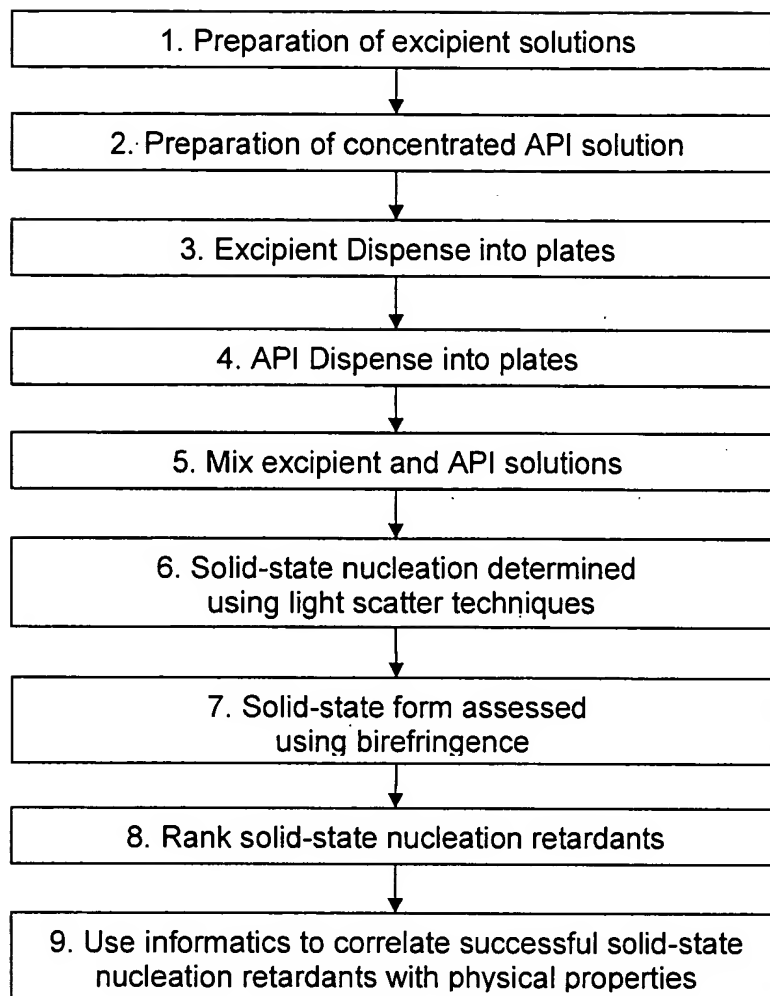 1. Preparation of excipient solutions
2. Preparation of concentrated API solution
3. Excipient Dispense into plates
4. API Dispense into plates
5. Mix excipient and API solutions
6. Solid-state nucleation determined
using light scatter techniques
7. Solid-state form assessed
using birefringence
8. Rank solid-state nucleation retardants
9. Use informatics to correlate successful solid-state
nucleation retardants with physical properties